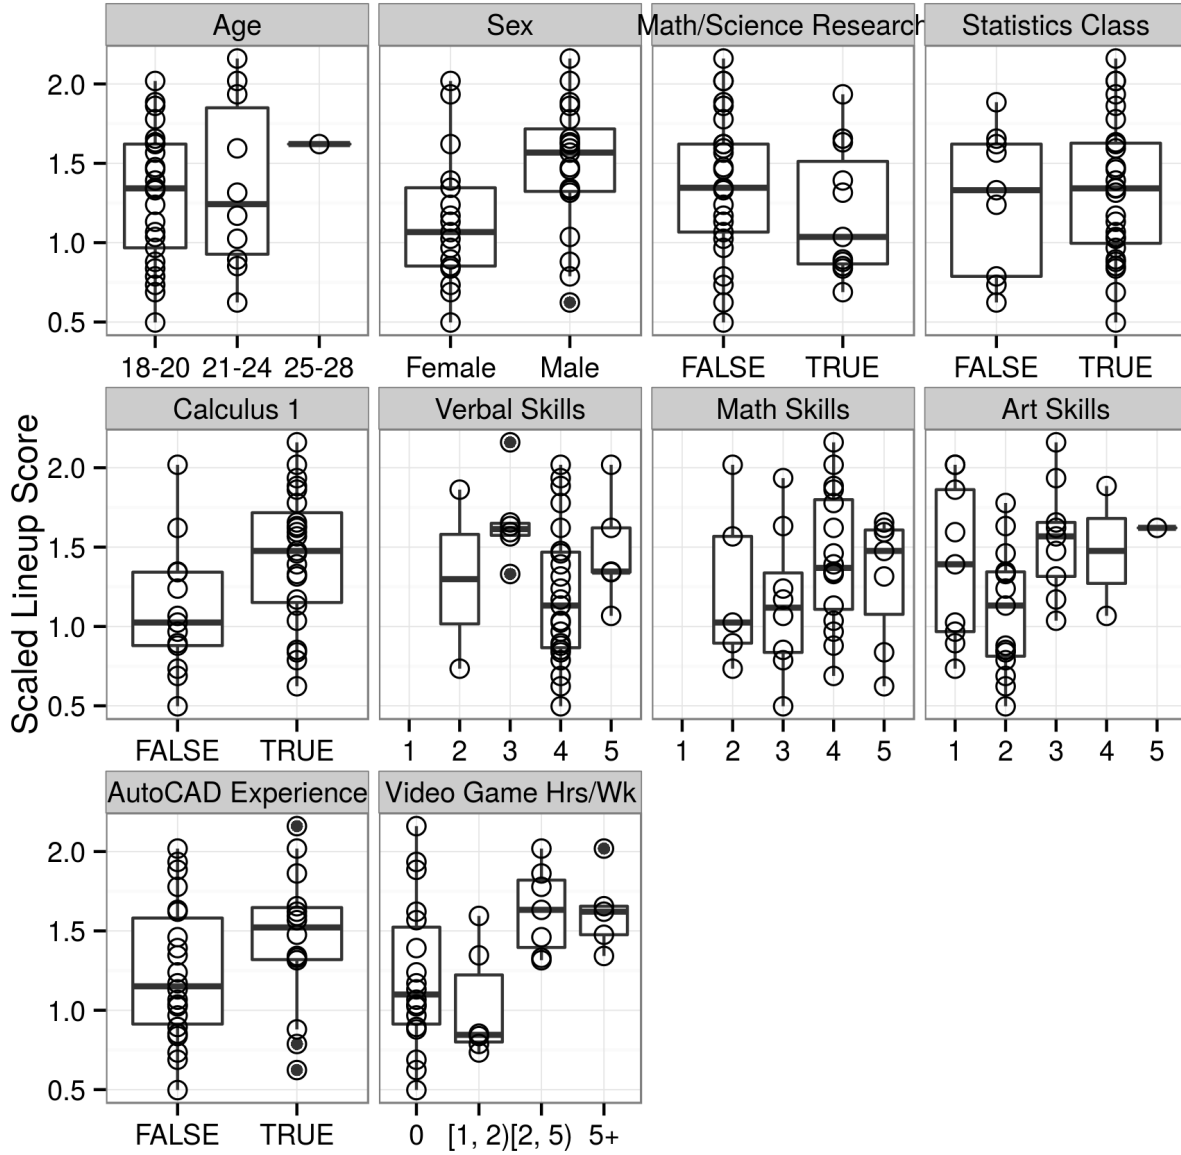 Age Sex Math/Science Research Statistics Class
2.0
1.5
1.0
0.5
18-20 21-24 25-28 Female Male FALSE TRUE FALSE TRUE
Calculus 1 Verbal Skills Math Skills Art Skills
Scaled Lineup Score
2.0
1.5
1.0
0.5
FALSE TRUE 1 2 3 4 5 1 2 3 4 5 1 2 3 4 5
AutoCAD Experience Video Game Hrs/Wk
2.0
1.5
1.0
0.5
FALSE TRUE 0 [1, 2) [2, 5) 5+